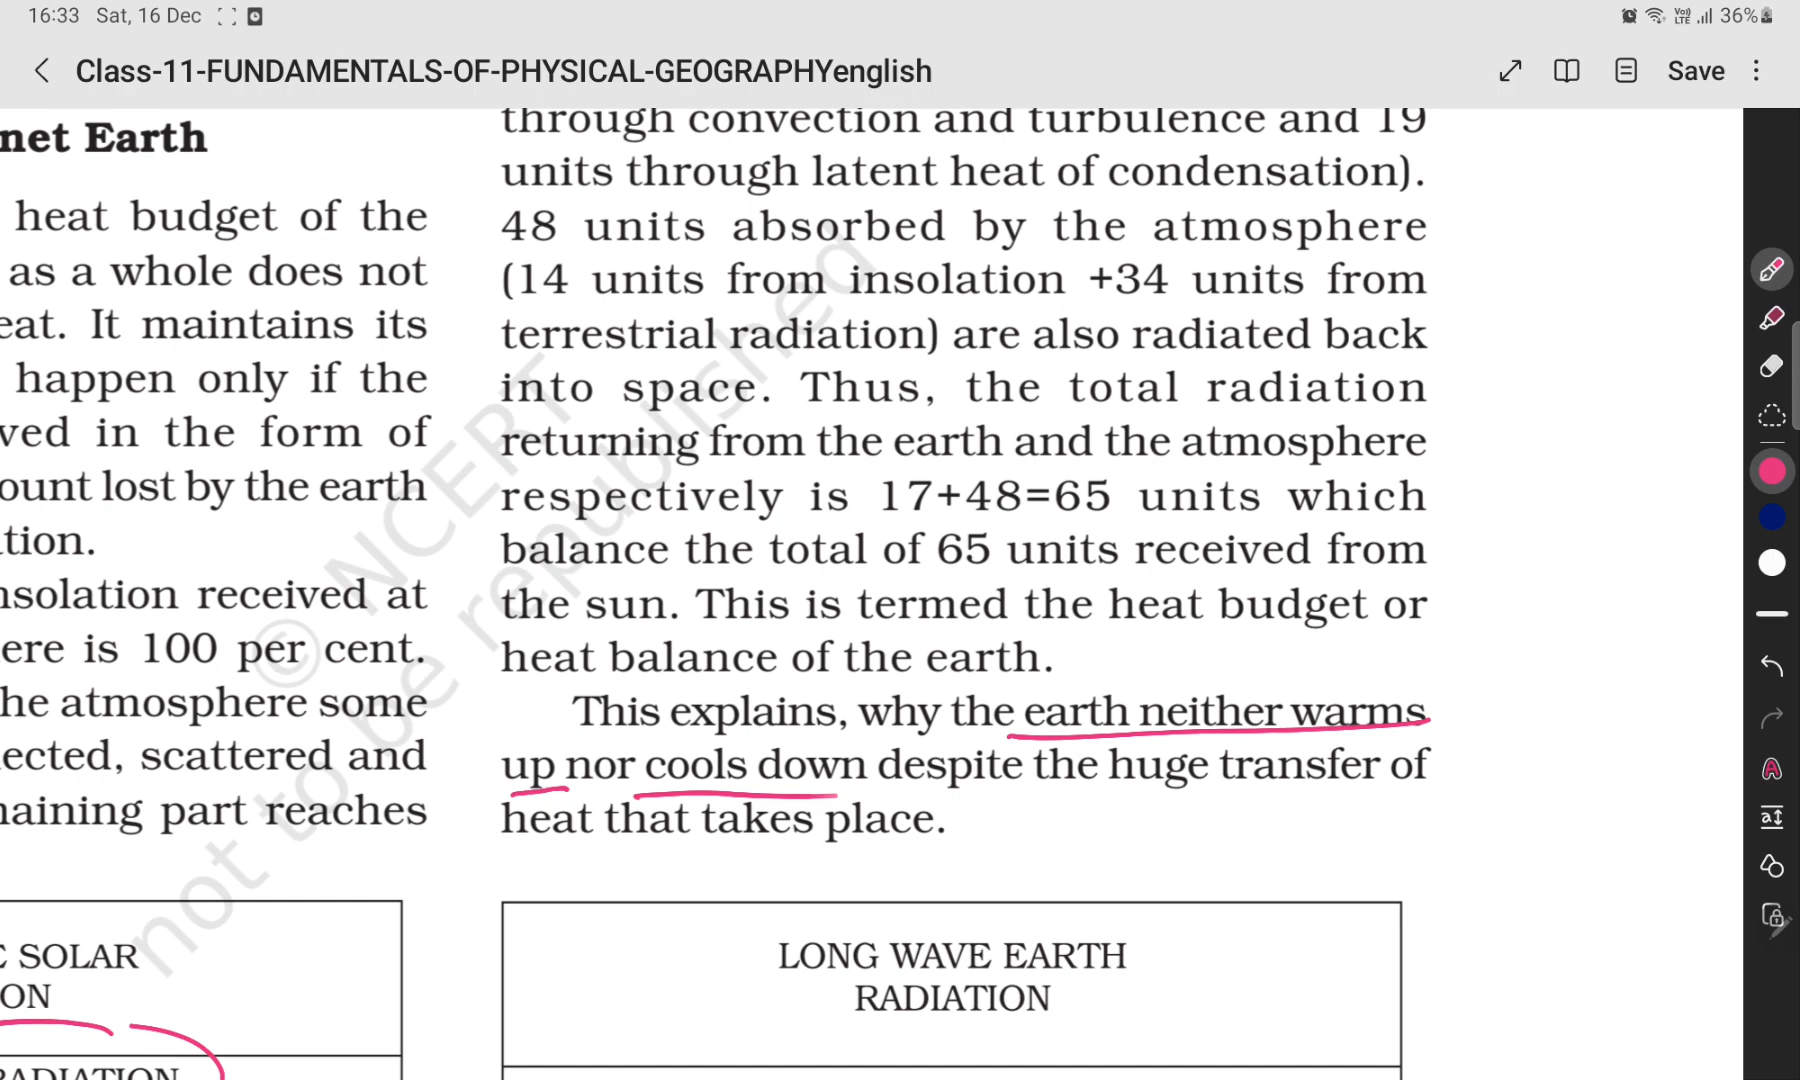 16:33 Sat, 16 Dec
36%
Class-11-FUNDAMENTALS-OF-PHYSICAL-GEOGRAPHYenglish
Save
net Earth
heat budget of the
as a whole does not
eat. It maintains its
happen only if the
ved in the form of
ount lost by the earth
tion.
nsolation received at
ere is 100 per cent.
he atmosphere some
lected, scattered and
naining part reaches
through convection and turbulence and 19
units through latent heat of condensation).
48 units absorbed by the atmosphere
(14 units from insolation +34 units from
terrestrial radiation) are also radiated back
into space. Thus, the total radiation
returning from the earth and the atmosphere
respectively is 17+48=65 units which
balance the total of 65 units received from
the sun. This is termed the heat budget or
heat balance of the earth.
This explains, why the earth neither warms
up nor cools down despite the huge transfer of
heat that takes place.
© NCERT
not to be republished
SOLAR
ON
RADIATION
LONG WAVE EARTH
RADIATION